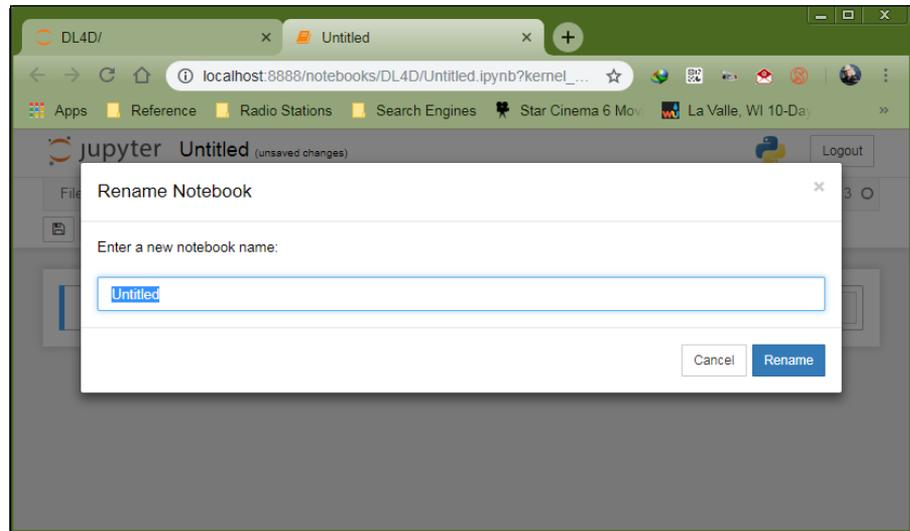 DL4D/ Untitled
localhost:8888/notebooks/DL4D/Untitled.ipynb?kernel_...
Apps Reference Radio Stations Search Engines Star Cinema 6 Mov La Valle, WI 10-Day »
jupyter Untitled (unsaved changes) Logout
File 3
Rename Notebook
Enter a new notebook name:
Untitled
Cancel Rename